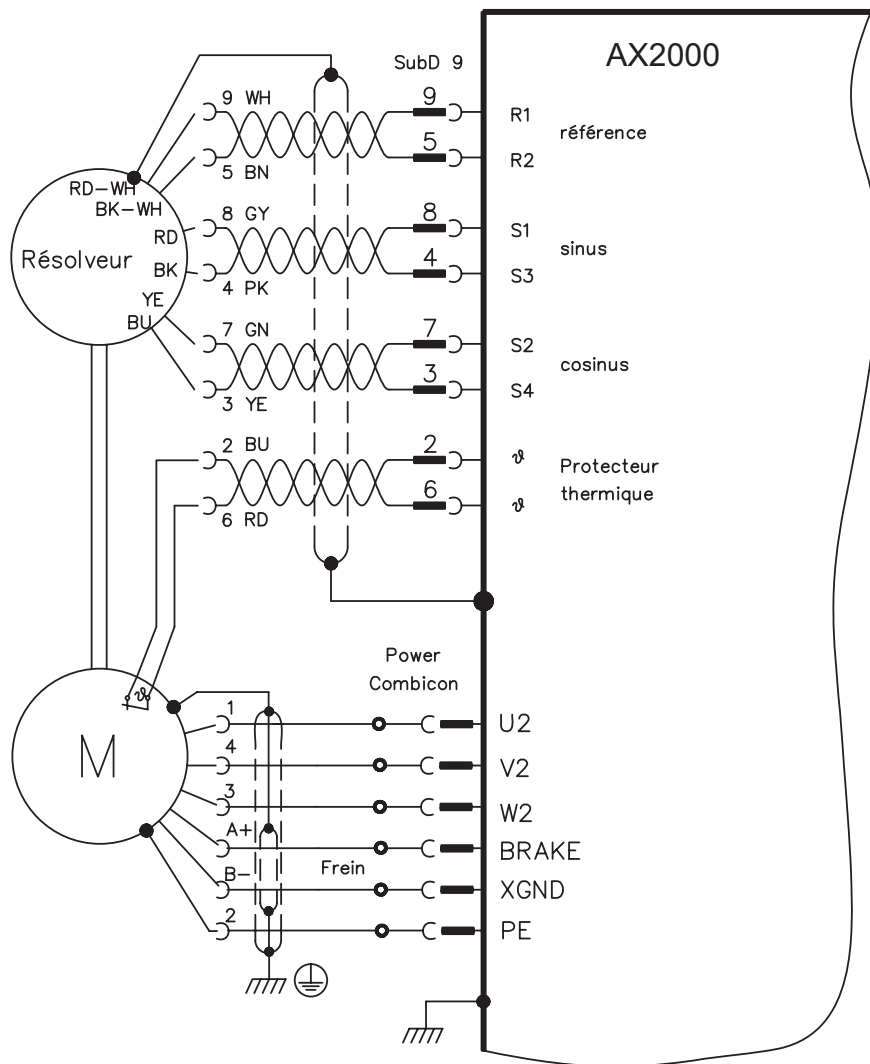 AX2000
SubD 9
9 WH
9
R1
référence
5 BN
5
R2
RD-WH
BK-WH
8 GY
8
S1
sinus
RD
Résolveur
BK
4 PK
4
S3
YE
BU
7 GN
7
S2
cosinus
3 YE
3
S4
2 BU
2
ϑ
Protecteur
thermique
6 RD
6
ϑ
Power
Combicon
ϑ
M
1
U2
4
V2
3
W2
A+
BRAKE
B-
Frein
XGND
2
PE